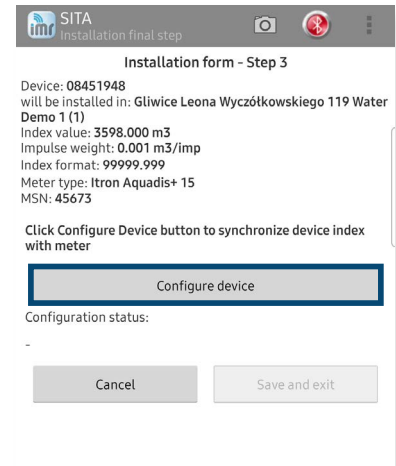 imr SITA
Installation final step
Installation form - Step 3
Device: 08451948
will be installed in: Gliwice Leona Wyczółkowskiego 119 Water
Demo 1 (1)
Index value: 3598.000 m3
Impulse weight: 0.001 m3/imp
Index format: 99999.999
Meter type: Itron Aquadis+ 15
MSN: 45673
Click Configure Device button to synchronize device index
with meter
Configure device
Configuration status:
-
Cancel Save and exit